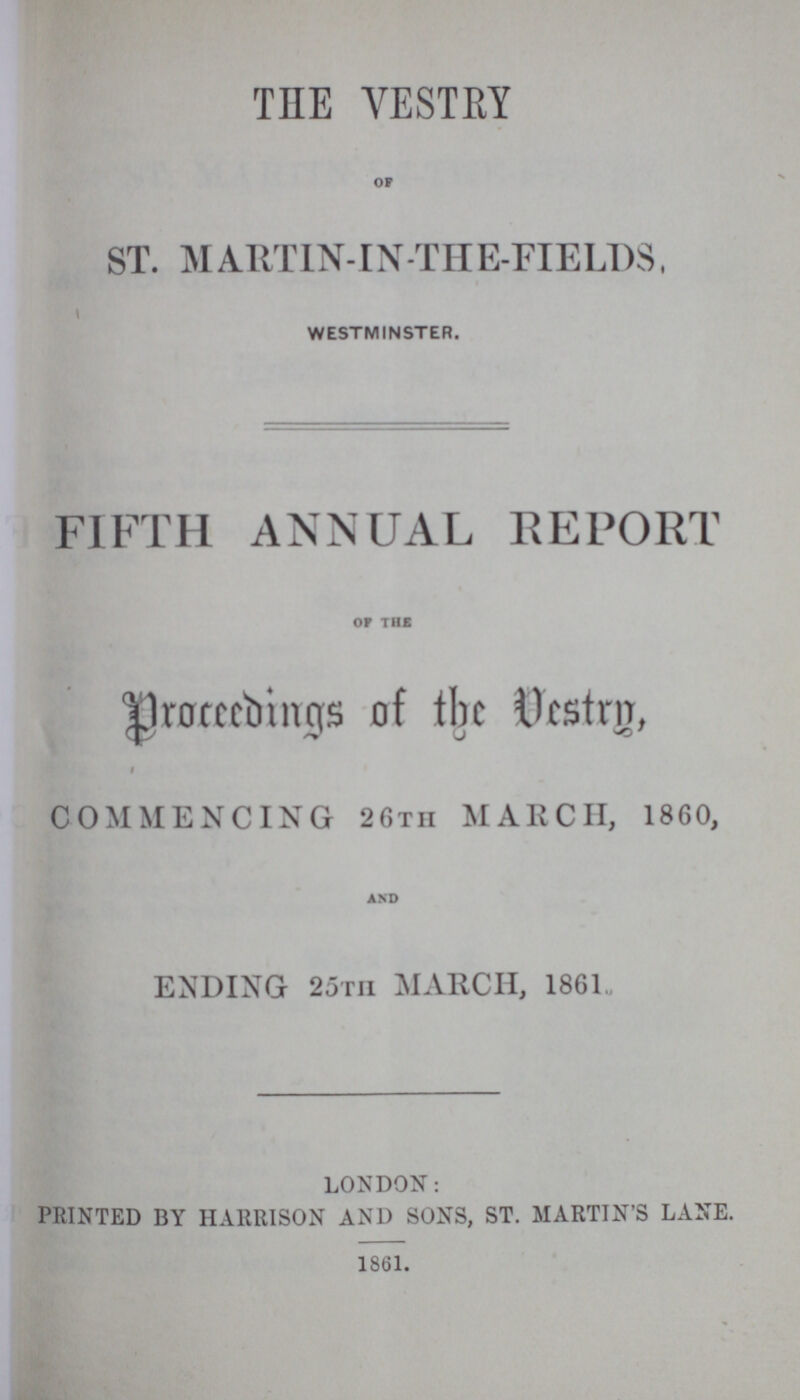 THE VESTRY
OF
ST. MARTIN-IN-THE-FIELDS,
WESTMINSTER.
FIFTH ANNUAL REPORT
OF THE
Proceedings of the Vestry,
COMMENCING 26TH MARCH, 1860,
AND
ENDING 25TH MARCH, 1861.
LONDON:
PRINTED BY HARRISON AND SONS, ST. MARTIN'S LANE.
1861.